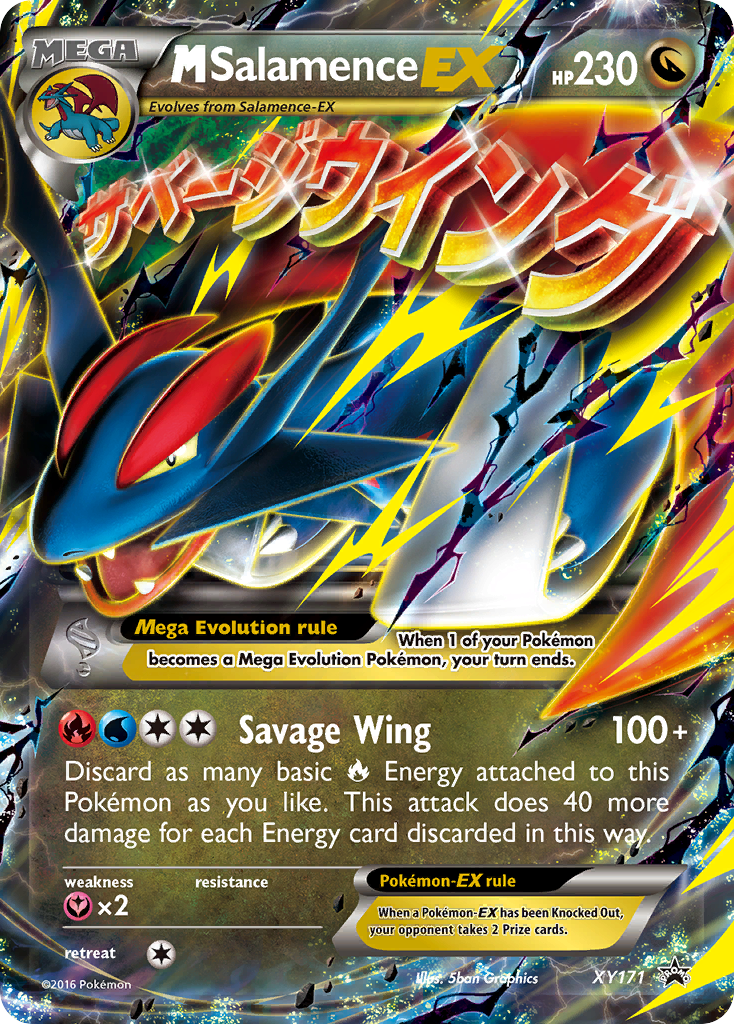 MEGA
M Salamence EX HP230
Evolves from Salamence-EX
サベージウイング
Mega Evolution rule
When 1 of your Pokémon
becomes a Mega Evolution Pokémon, your turn ends.
Savage Wing 100+
Discard as many basic Energy attached to this
Pokémon as you like. This attack does 40 more
damage for each Energy card discarded in this way.
weakness resistance
×2
Pokémon-EX rule
When a Pokémon-EX has been Knocked Out,
your opponent takes 2 Prize cards.
retreat
©2016 Pokémon
Illus. 5ban Graphics
XY171 PROMO